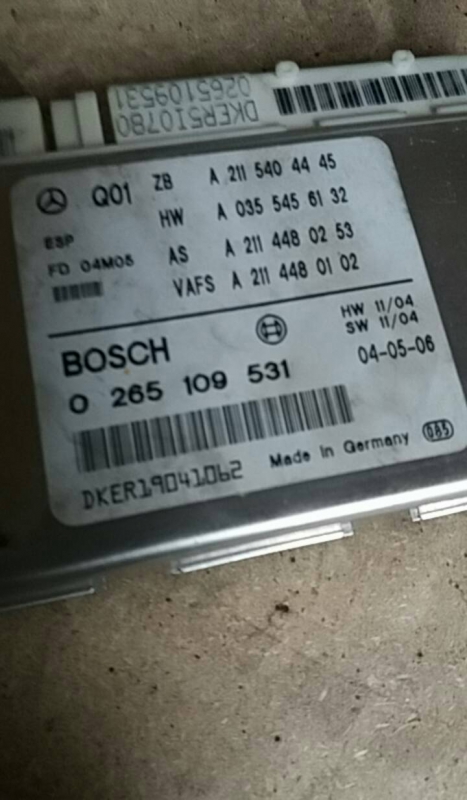 DKER510780
0265109531
Q01 ZB A 211 540 44 45
HW A 035 545 61 32
ESP
AS A 211 448 02 53
FD 04M05
VAFS A 211 448 01 02
HW 11/04
SW 11/04
BOSCH
04-05-06
0 265 109 531
Made in Germany 085
DKER19041062